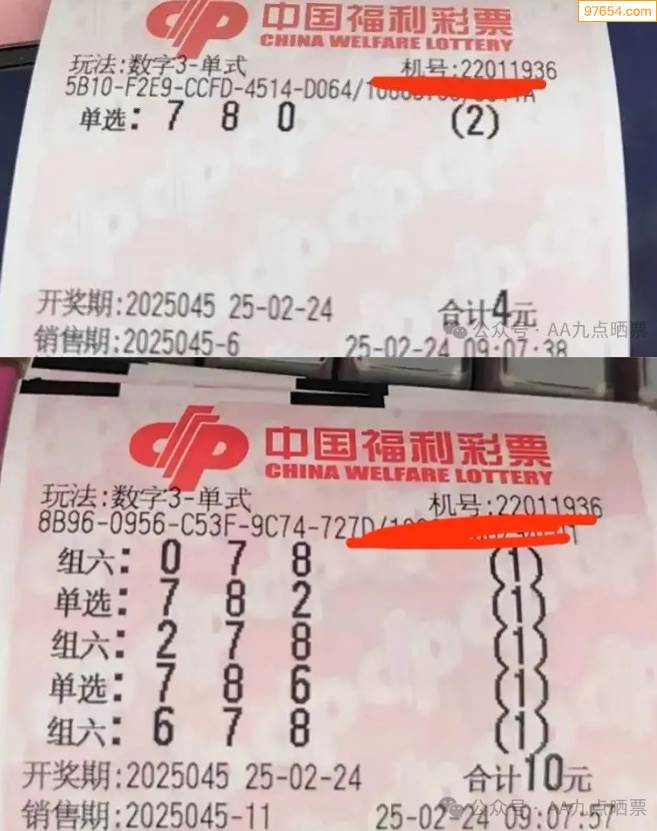 97654.com
中国福利彩票
CHINA WELFARE LOTTERY
玩法:数字3-单式 机号:22011936
5B10-F2E9-CCFD-4514-D064/
单选: 7 8 0 (2)
开奖期:2025045 25-02-24 合计4元
公众号 · AA九点晒票
销售期:2025045-6 25-02-24 09:07:38
中国福利彩票
CHINA WELFARE LOTTERY
玩法:数字3-单式 机号:22011936
8B96-0956-C53F-9C74-727D/
组六: 0 7 8 (1)
单选: 7 8 2 (1)
组六: 2 7 8 (1)
单选: 7 8 6 (1)
组六: 6 7 8 (1)
开奖期:2025045 25-02-24 合计10元
公众号 · AA九点晒票
销售期:2025045-11 25-02-24 09:07:57